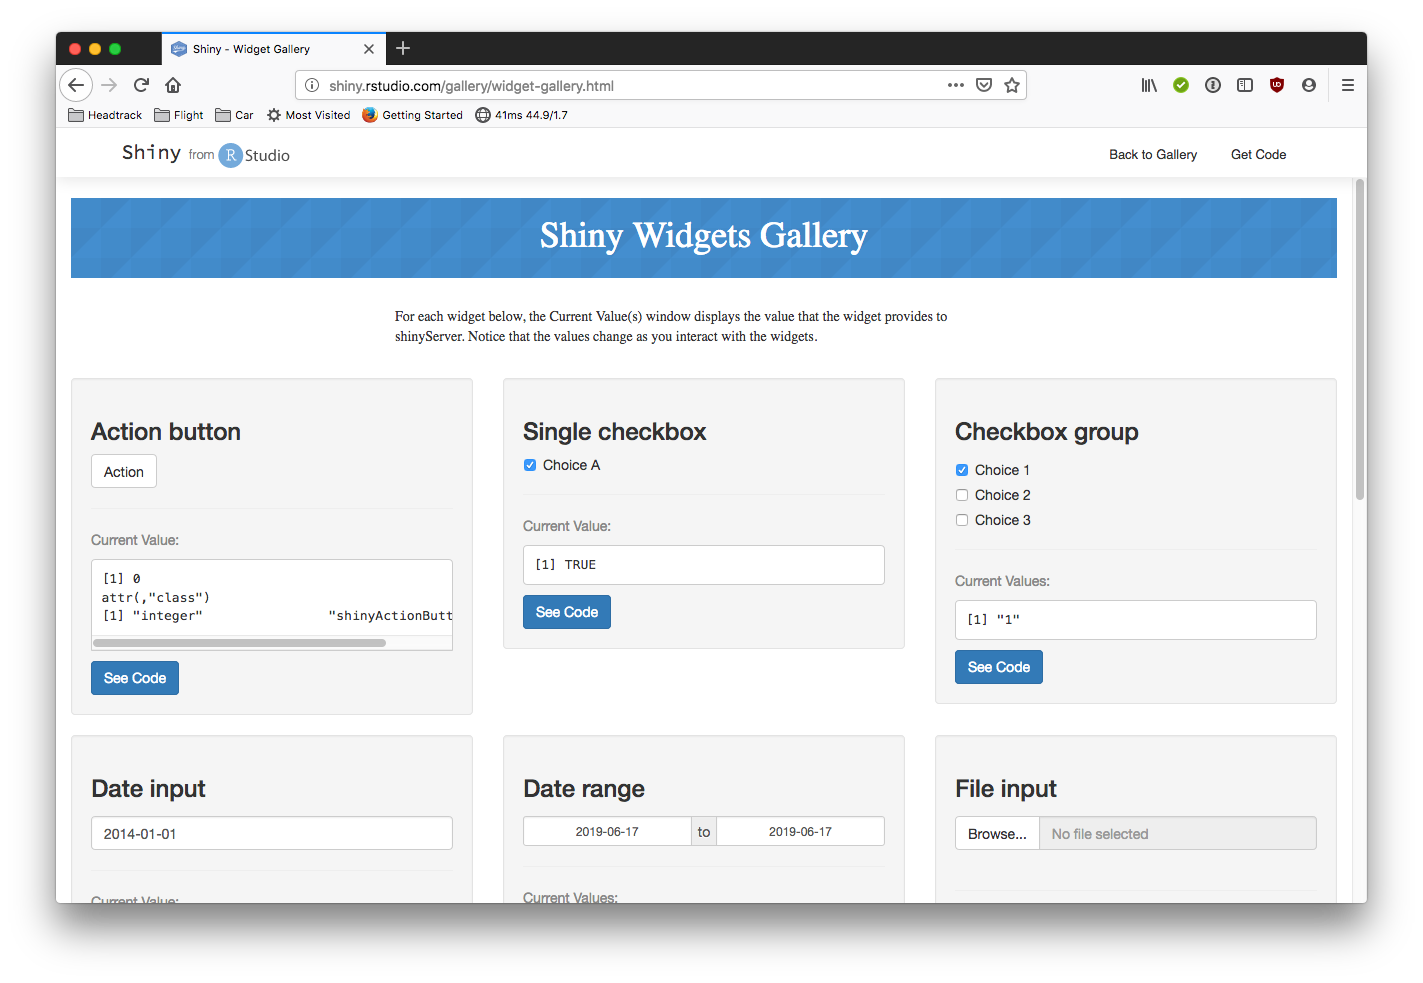 Shiny - Widget Gallery
shiny.rstudio.com/gallery/widget-gallery.html
Headtrack Flight Car Most Visited Getting Started 41ms 44.9/1.7
Shiny from R Studio Back to Gallery Get Code
Shiny Widgets Gallery
For each widget below, the Current Value(s) window displays the value that the widget provides to
shinyServer. Notice that the values change as you interact with the widgets.
Action button
Action
Current Value:
[1] 0
attr(,"class")
[1] "integer" "shinyActionButt
See Code
Single checkbox
Choice A
Current Value:
[1] TRUE
See Code
Checkbox group
Choice 1
Choice 2
Choice 3
Current Values:
[1] "1"
See Code
Date input
2014-01-01
Current Value:
Date range
2019-06-17 to 2019-06-17
Current Values:
File input
Browse... No file selected